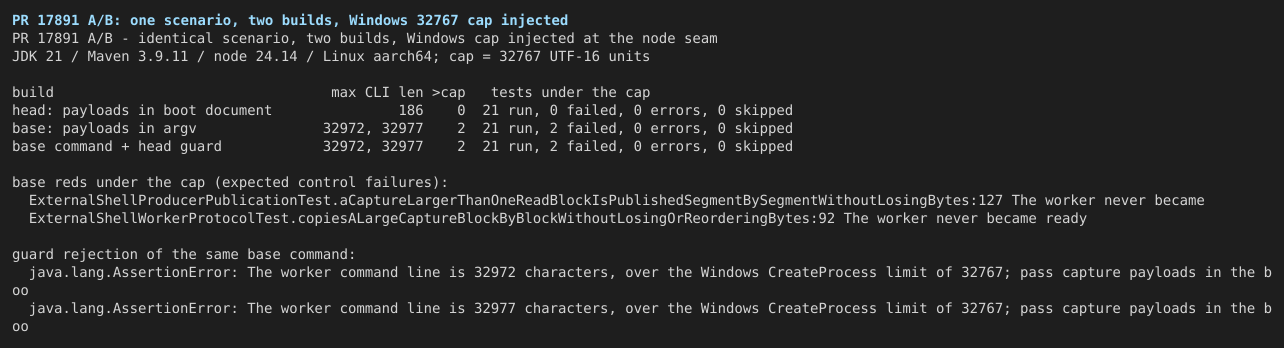 PR 17891 A/B: one scenario, two builds, Windows 32767 cap injected
PR 17891 A/B - identical scenario, two builds, Windows cap injected at the node seam
JDK 21 / Maven 3.9.11 / node 24.14 / Linux aarch64; cap = 32767 UTF-16 units
build max CLI len >cap tests under the cap
head: payloads in boot document 186 0 21 run, 0 failed, 0 errors, 0 skipped
base: payloads in argv 32972, 32977 2 21 run, 2 failed, 0 errors, 0 skipped
base command + head guard 32972, 32977 2 21 run, 2 failed, 0 errors, 0 skipped
base reds under the cap (expected control failures):
ExternalShellProducerPublicationTest.aCaptureLargerThanOneReadBlockIsPublishedSegmentBySegmentWithoutLosingBytes:127 The worker never became
ExternalShellWorkerProtocolTest.copiesALargeCaptureBlockByBlockWithoutLosingOrReorderingBytes:92 The worker never became ready
guard rejection of the same base command:
java.lang.AssertionError: The worker command line is 32972 characters, over the Windows CreateProcess limit of 32767; pass capture payloads in the b
oo
java.lang.AssertionError: The worker command line is 32977 characters, over the Windows CreateProcess limit of 32767; pass capture payloads in the b
oo